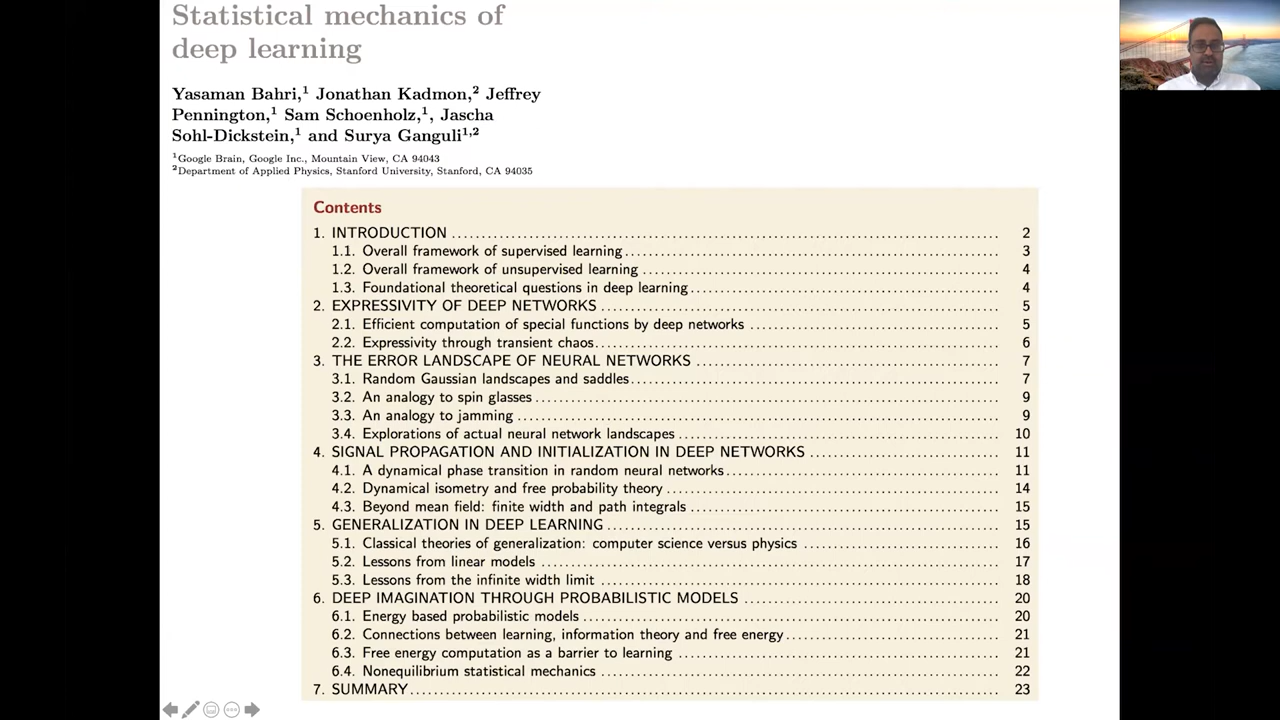 Statistical mechanics of
deep learning
Yasaman Bahri,1 Jonathan Kadmon,2 Jeffrey
Pennington,1 Sam Schoenholz,1, Jascha
Sohl-Dickstein,1 and Surya Ganguli1,2
1Google Brain, Google Inc., Mountain View, CA 94043
2Department of Applied Physics, Stanford University, Stanford, CA 94035
Contents
1. INTRODUCTION 2
1.1. Overall framework of supervised learning 3
1.2. Overall framework of unsupervised learning 4
1.3. Foundational theoretical questions in deep learning 4
2. EXPRESSIVITY OF DEEP NETWORKS 5
2.1. Efficient computation of special functions by deep networks 5
2.2. Expressivity through transient chaos 6
3. THE ERROR LANDSCAPE OF NEURAL NETWORKS 7
3.1. Random Gaussian landscapes and saddles 7
3.2. An analogy to spin glasses 9
3.3. An analogy to jamming 9
3.4. Explorations of actual neural network landscapes 10
4. SIGNAL PROPAGATION AND INITIALIZATION IN DEEP NETWORKS 11
4.1. A dynamical phase transition in random neural networks 11
4.2. Dynamical isometry and free probability theory 14
4.3. Beyond mean field: finite width and path integrals 15
5. GENERALIZATION IN DEEP LEARNING 15
5.1. Classical theories of generalization: computer science versus physics 16
5.2. Lessons from linear models 17
5.3. Lessons from the infinite width limit 18
6. DEEP IMAGINATION THROUGH PROBABILISTIC MODELS 20
6.1. Energy based probabilistic models 20
6.2. Connections between learning, information theory and free energy 21
6.3. Free energy computation as a barrier to learning 21
6.4. Nonequilibrium statistical mechanics 22
7. SUMMARY 23